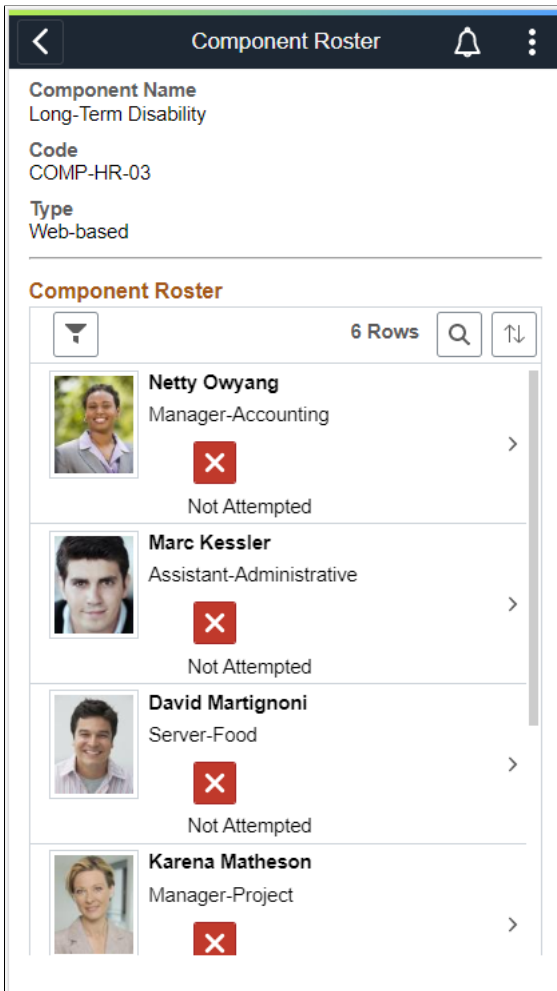 Component Roster
Component Name
Long-Term Disability
Code
COMP-HR-03
Type
Web-based
Component Roster
6 Rows
Netty Owyang
Manager-Accounting
Not Attempted
Marc Kessler
Assistant-Administrative
Not Attempted
David Martignoni
Server-Food
Not Attempted
Karena Matheson
Manager-Project